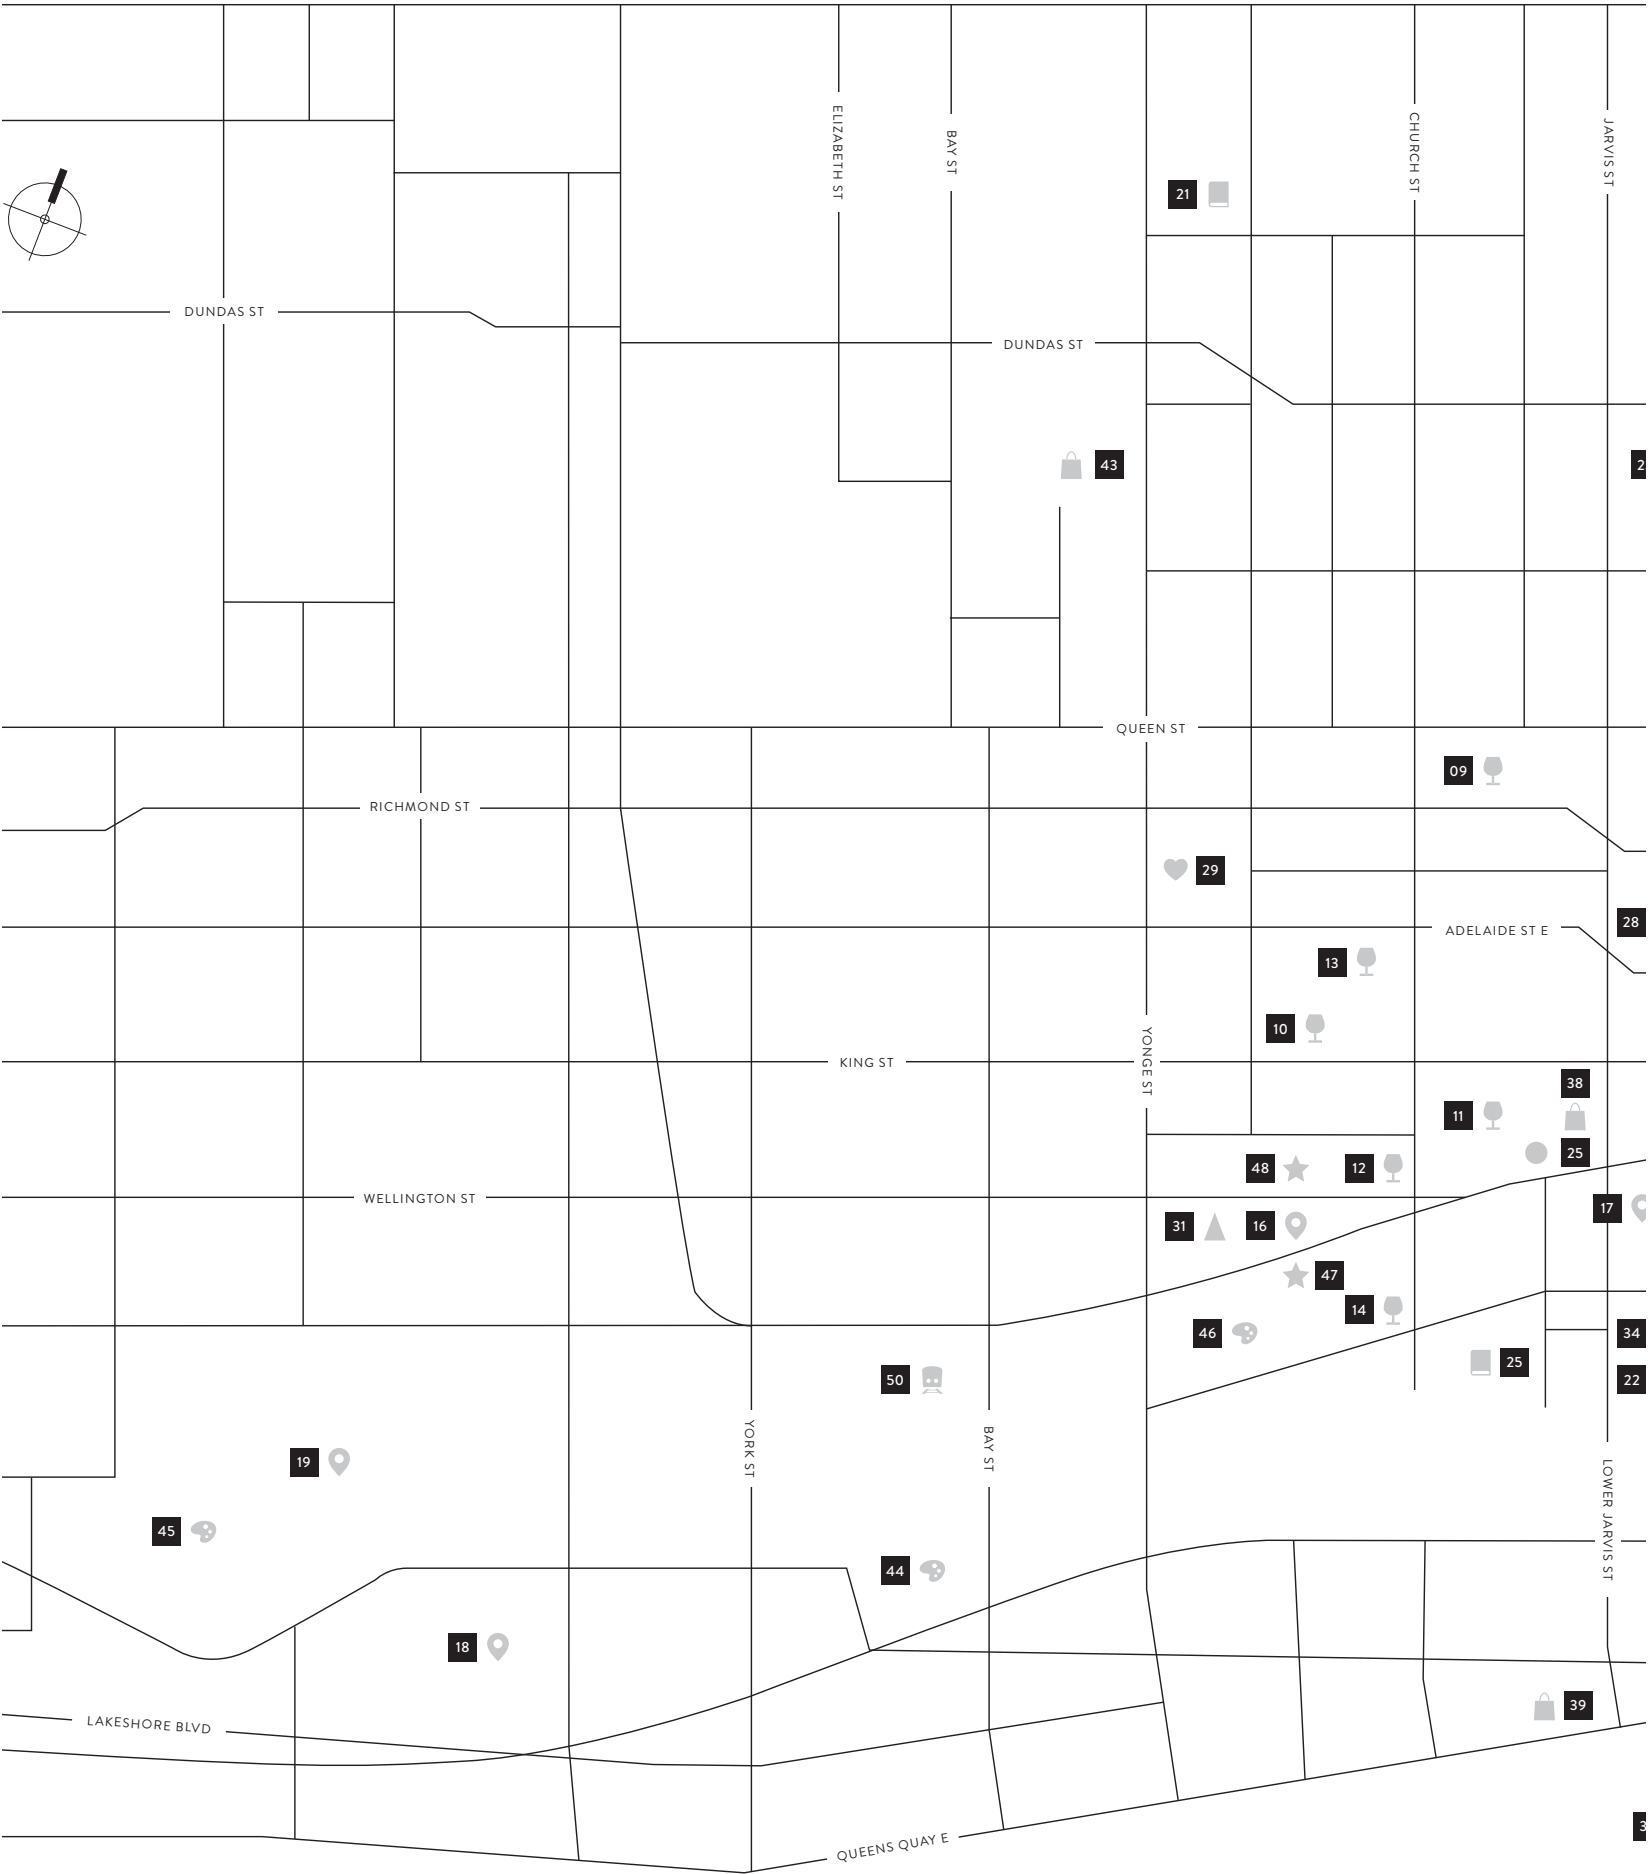 ELIZABETH ST
BAY ST
CHURCH ST
JARVIS ST
21
DUNDAS ST
DUNDAS ST
43
2
QUEEN ST
09
RICHMOND ST
29
28
ADELAIDE ST E
13
10
YONGE ST
KING ST
38
11
25
48
12
WELLINGTON ST
17
31
16
47
14
46
34
25
50
22
YORK ST
BAY ST
19
LOWER JARVIS ST
45
44
18
39
LAKESHORE BLVD
3
QUEENS QUAY E